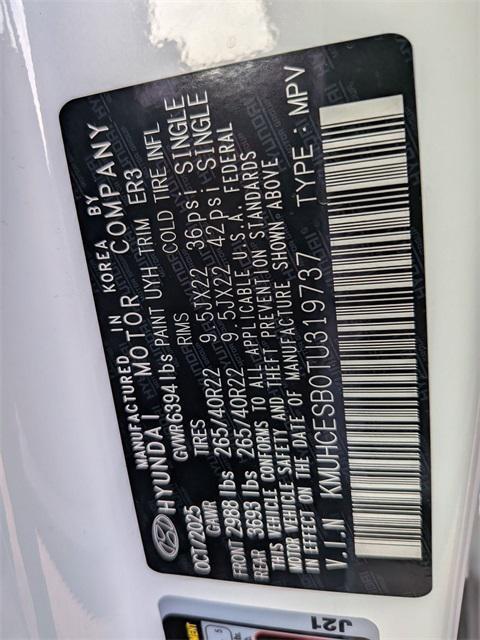 MANUFACTURED IN KOREA BY
HYUNDAI MOTOR COMPANY
OCT/2025 GVWR 6394 lbs PAINT UYH TRIM ER3
GAWR TIRES RIMS COLD TIRE INFL
FRONT 2988 lbs 265/40R22 9.5JX22 36psi SINGLE
REAR 3693 lbs 265/40R22 9.5JX22 42psi SINGLE
THIS VEHICLE CONFORMS TO ALL APPLICABLE U.S.A. FEDERAL
MOTOR VEHICLE SAFETY AND THEFT PREVENTION STANDARDS
IN EFFECT ON THE DATE OF MANUFACTURE SHOWN ABOVE
V.I.N KMUHCESB0TU319737 TYPE : MPV
J21